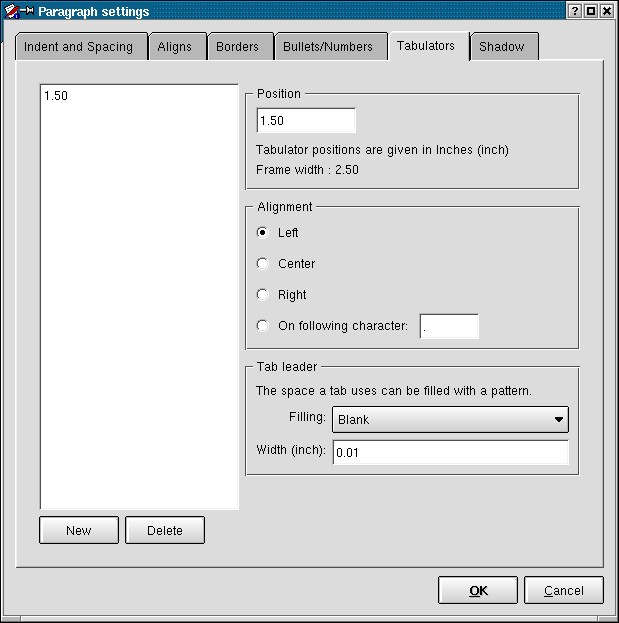 Paragraph settings
Indent and Spacing Aligns Borders Bullets/Numbers Tabulators Shadow
1.50
Position
1.50
Tabulator positions are given in Inches (inch)
Frame width : 2.50
Alignment
Left
Center
Right
On following character: .
Tab leader
The space a tab uses can be filled with a pattern.
Filling: Blank
Width (inch): 0.01
New Delete
OK Cancel